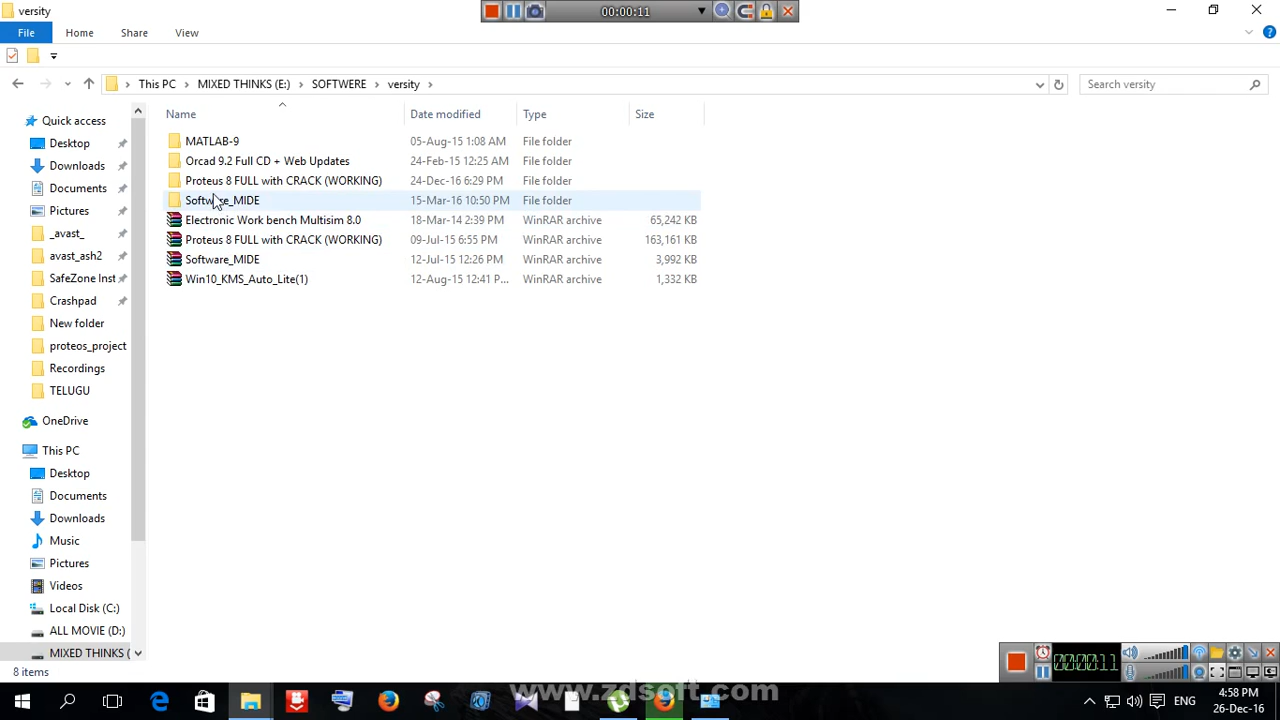 versity
00:00:11
File Home Share View
This PC MIXED THINKS (E:) SOFTWERE versity
Search versity
Name Date modified Type Size
Quick access
Desktop
Downloads
Documents
Pictures
_avast_
avast_ash2
SafeZone Inst
Crashpad
New folder
proteos_project
Recordings
TELUGU
OneDrive
This PC
Desktop
Documents
Downloads
Music
Pictures
Videos
Local Disk (C:)
ALL MOVIE (D:)
MIXED THINKS (
MATLAB-9 05-Aug-15 1:08 AM File folder
Orcad 9.2 Full CD + Web Updates 24-Feb-15 12:25 AM File folder
Proteus 8 FULL with CRACK (WORKING) 24-Dec-16 6:29 PM File folder
Software_MIDE 15-Mar-16 10:50 PM File folder
Electronic Work bench Multisim 8.0 18-Mar-14 2:39 PM WinRAR archive 65,242 KB
Proteus 8 FULL with CRACK (WORKING) 09-Jul-15 6:55 PM WinRAR archive 163,161 KB
Software_MIDE 12-Jul-15 12:26 PM WinRAR archive 3,992 KB
Win10_KMS_Auto_Lite(1) 12-Aug-15 12:41 P... WinRAR archive 1,332 KB
8 items
00:00:11
www.zdsoft.com
ENG
4:58 PM
26-Dec-16